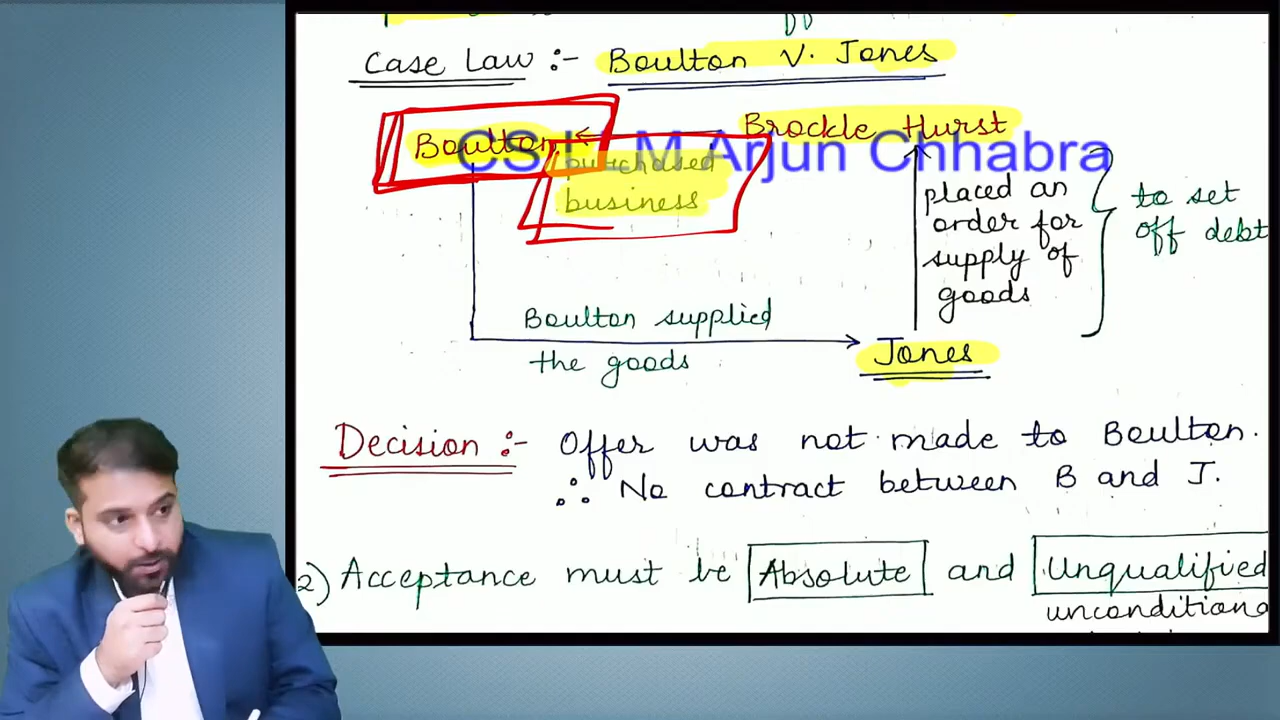 Case Law :- Boulton V. Jones
Boulton
Brockle Hurst
CS LL M Arjun Chhabra
purchased
business
placed an
order for
supply of
goods
to set
off debt
Boulton supplied
the goods
Jones
Decision :- Offer was not made to Boulton.
∴ No contract between B and J.
2) Acceptance must be Absolute and Unqualified
unconditiona